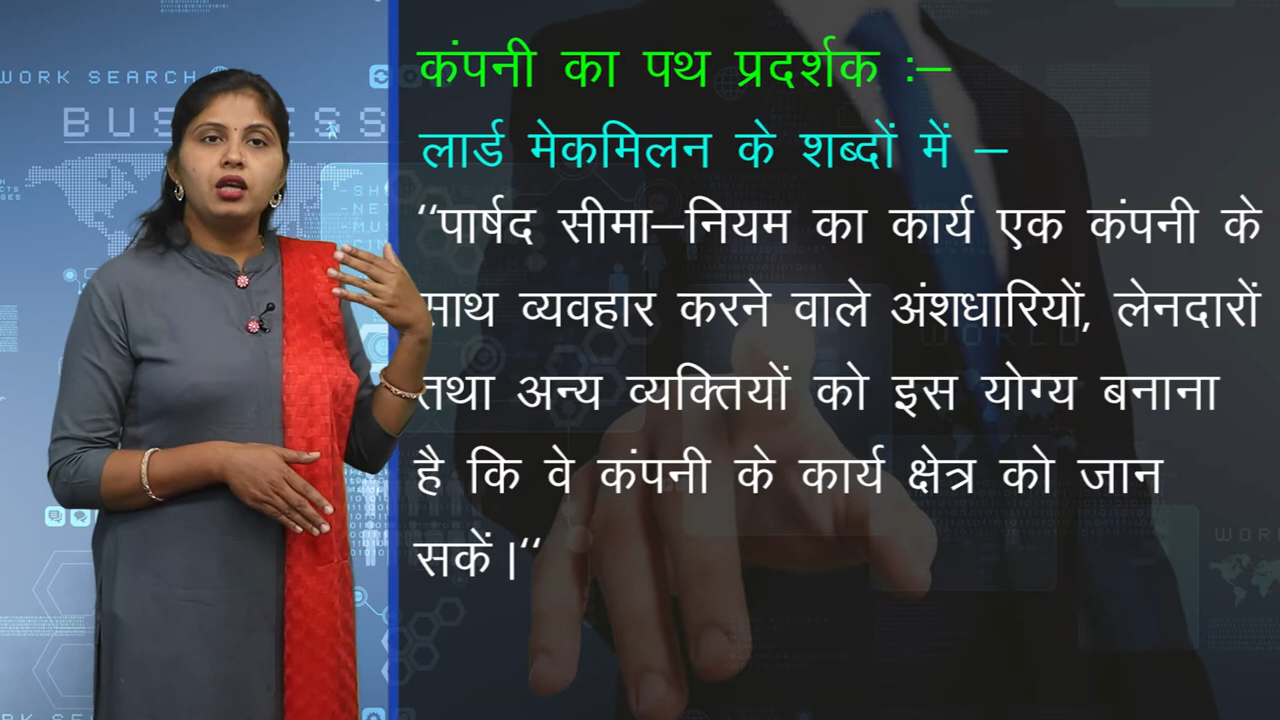 WORK SEARCH
BUSINESS
कंपनी का पथ प्रदर्शक :–
लार्ड मेकमिलन के शब्दों में –
“पार्षद सीमा–नियम का कार्य एक कंपनी के
साथ व्यवहार करने वाले अंशधारियों, लेनदारों
तथा अन्य व्यक्तियों को इस योग्य बनाना
है कि वे कंपनी के कार्य क्षेत्र को जान
सकें।“
WORLD